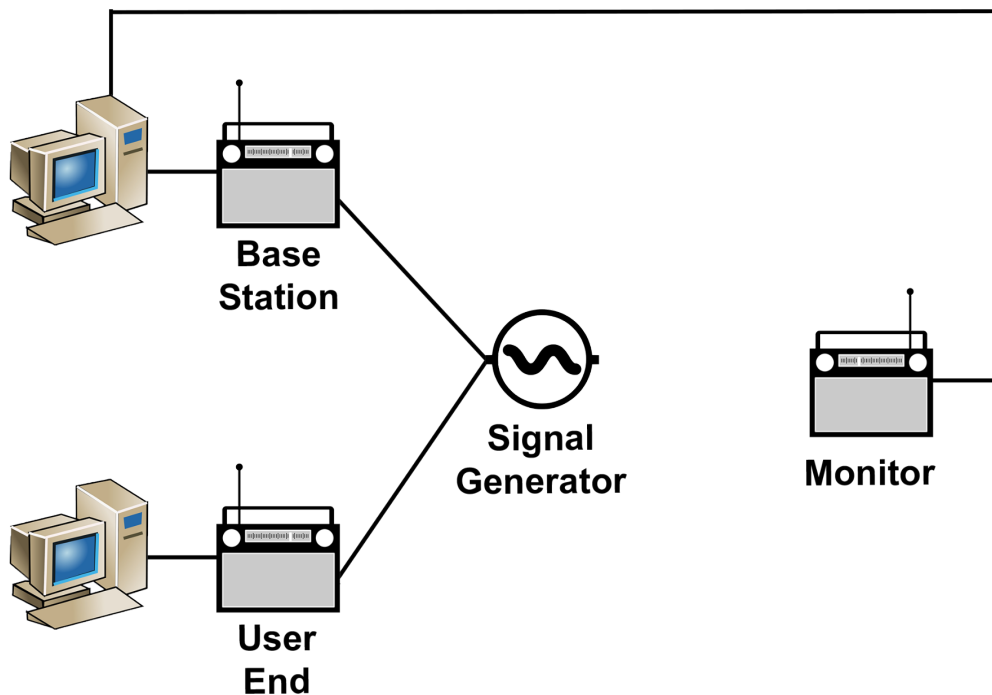 Base
Station
Signal
Generator
Monitor
User
End